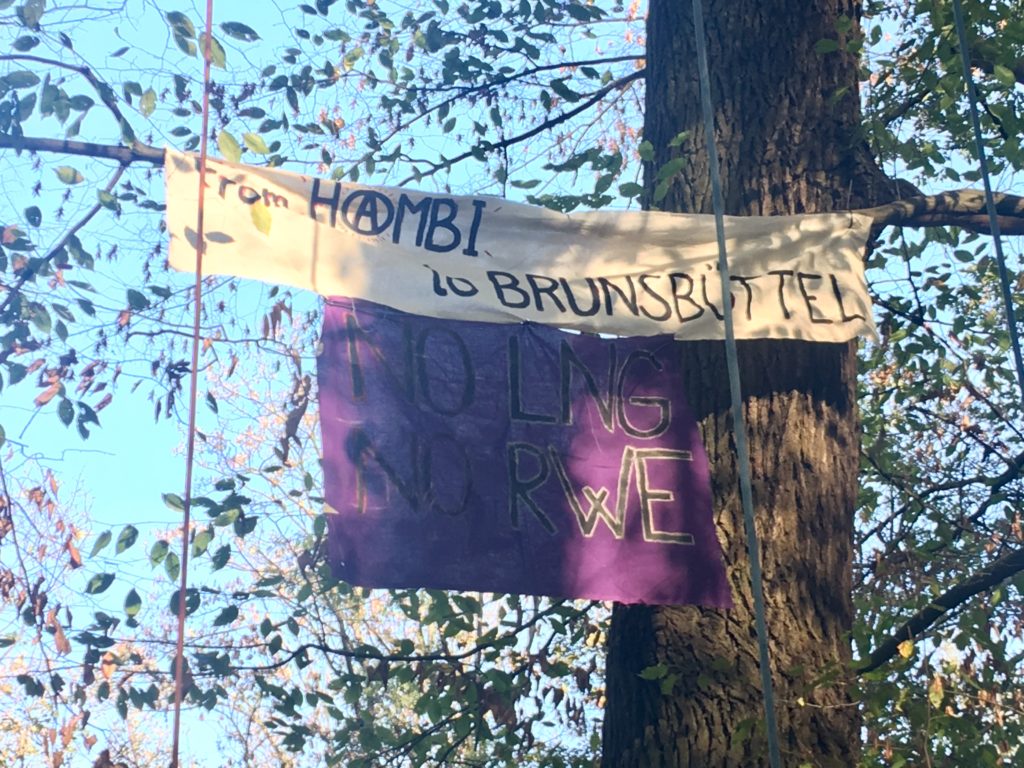 From HAMBI
to BRUNSBÜTTEL
NO LNG
NO RWE